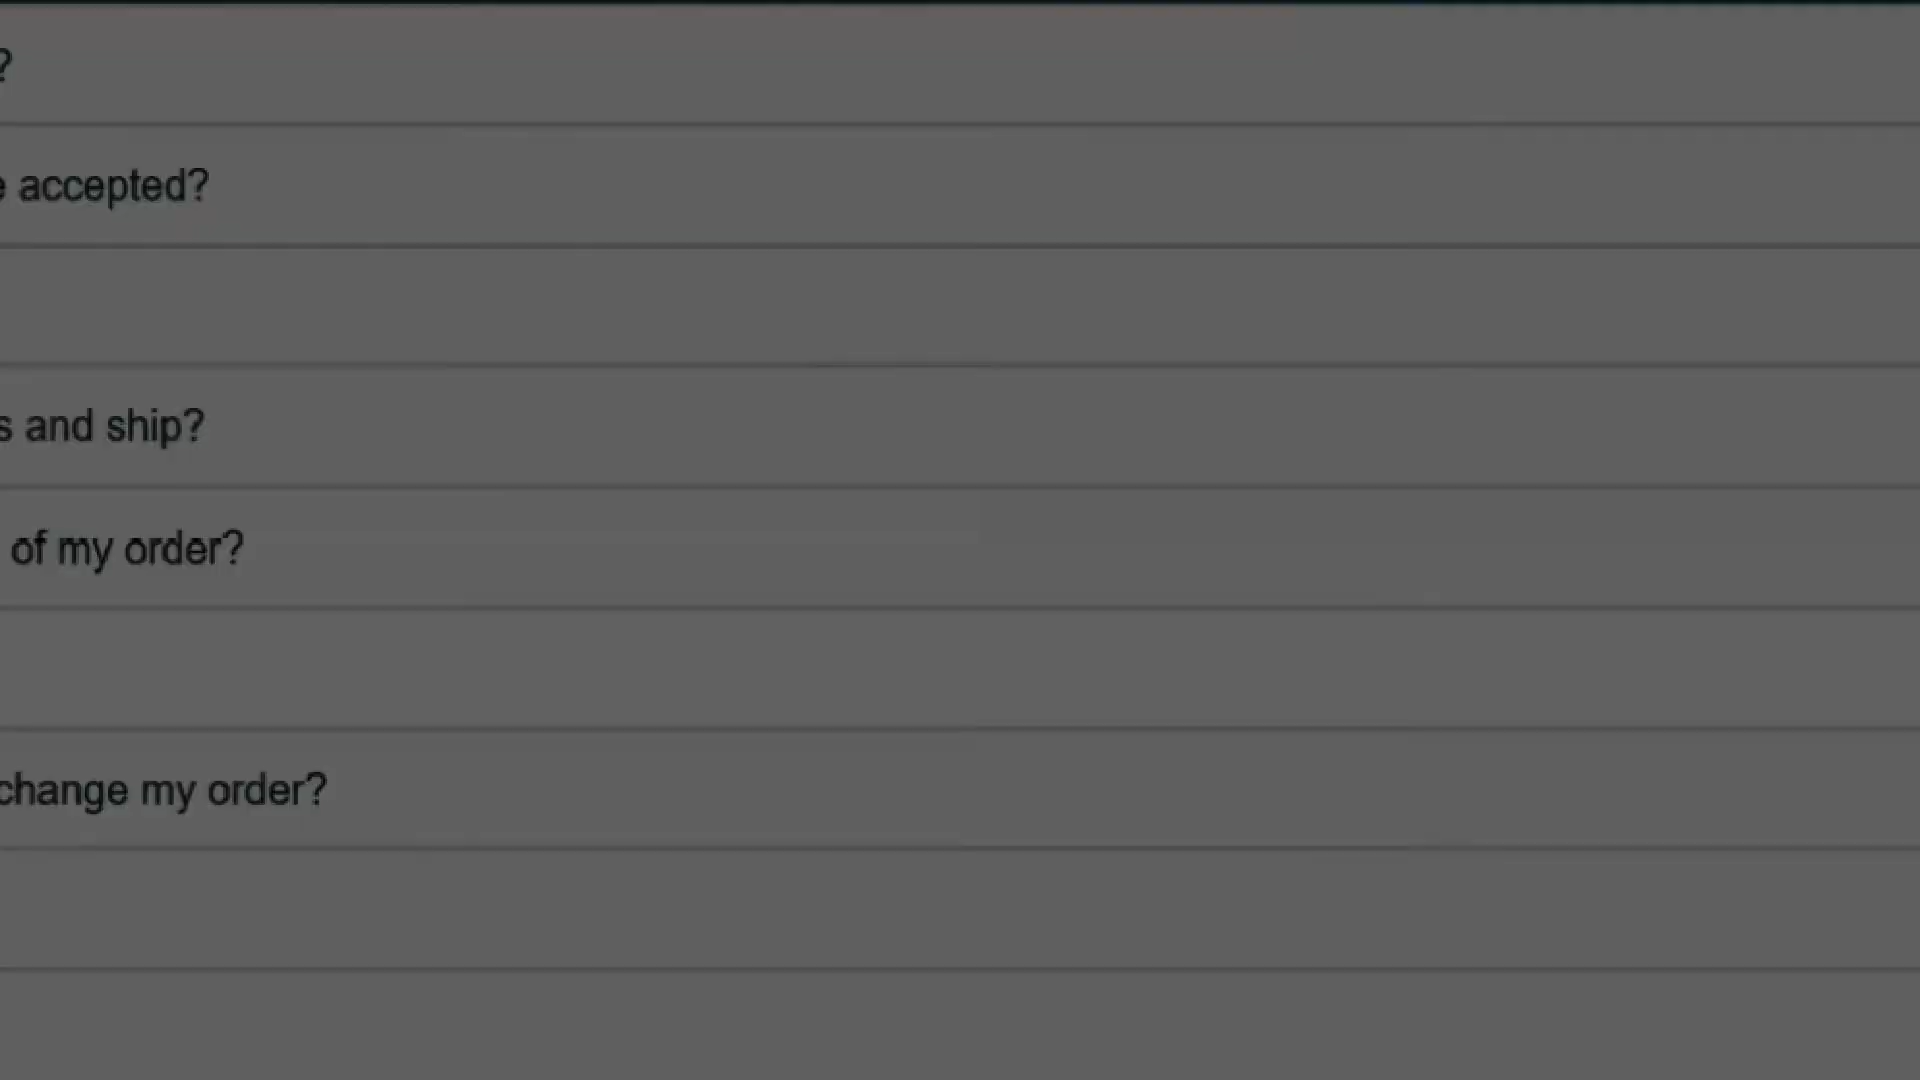 ?
accepted?
and ship?
of my order?
change my order?